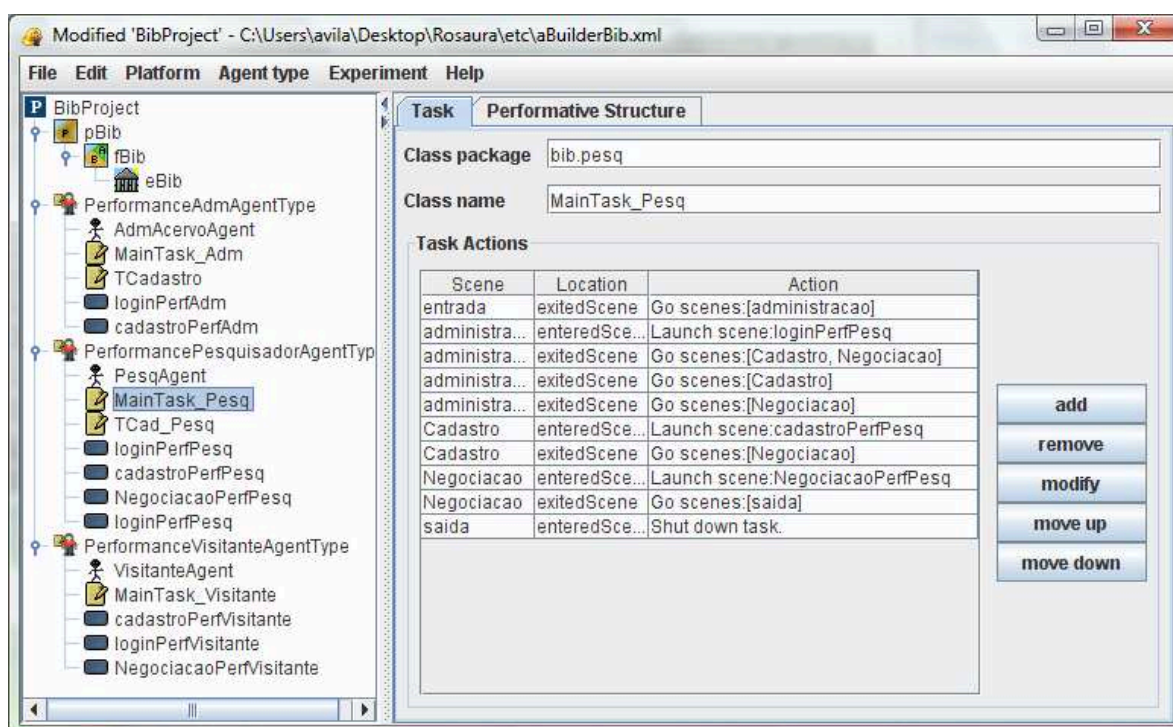 Modified 'BibProject' - C:\Users\avila\Desktop\Rosaura\etc\aBuilderBib.xml
File Edit Platform Agent type Experiment Help
P BibProject
pBib
fBib
eBib
PerformanceAdmAgentType
AdmAcervoAgent
MainTask_Adm
TCadastro
loginPerfAdm
cadastroPerfAdm
PerformancePesquisadorAgentTyp
PesqAgent
MainTask_Pesq
TCad_Pesq
loginPerfPesq
cadastroPerfPesq
NegociacaoPerfPesq
loginPerfPesq
PerformanceVisitanteAgentType
VisitanteAgent
MainTask_Visitante
cadastroPerfVisitante
loginPerfVisitante
NegociacaoPerfVisitante
Task Performative Structure
Class package bib.pesq
Class name MainTask_Pesq
Task Actions
Scene Location Action
entrada exitedScene Go scenes:[administracao]
administra... enteredSce... Launch scene:loginPerfPesq
administra... exitedScene Go scenes:[Cadastro, Negociacao]
administra... exitedScene Go scenes:[Cadastro]
administra... exitedScene Go scenes:[Negociacao]
Cadastro enteredSce... Launch scene:cadastroPerfPesq
Cadastro exitedScene Go scenes:[Negociacao]
Negociacao enteredSce... Launch scene:NegociacaoPerfPesq
Negociacao exitedScene Go scenes:[saida]
saida enteredSce... Shut down task.
add
remove
modify
move up
move down